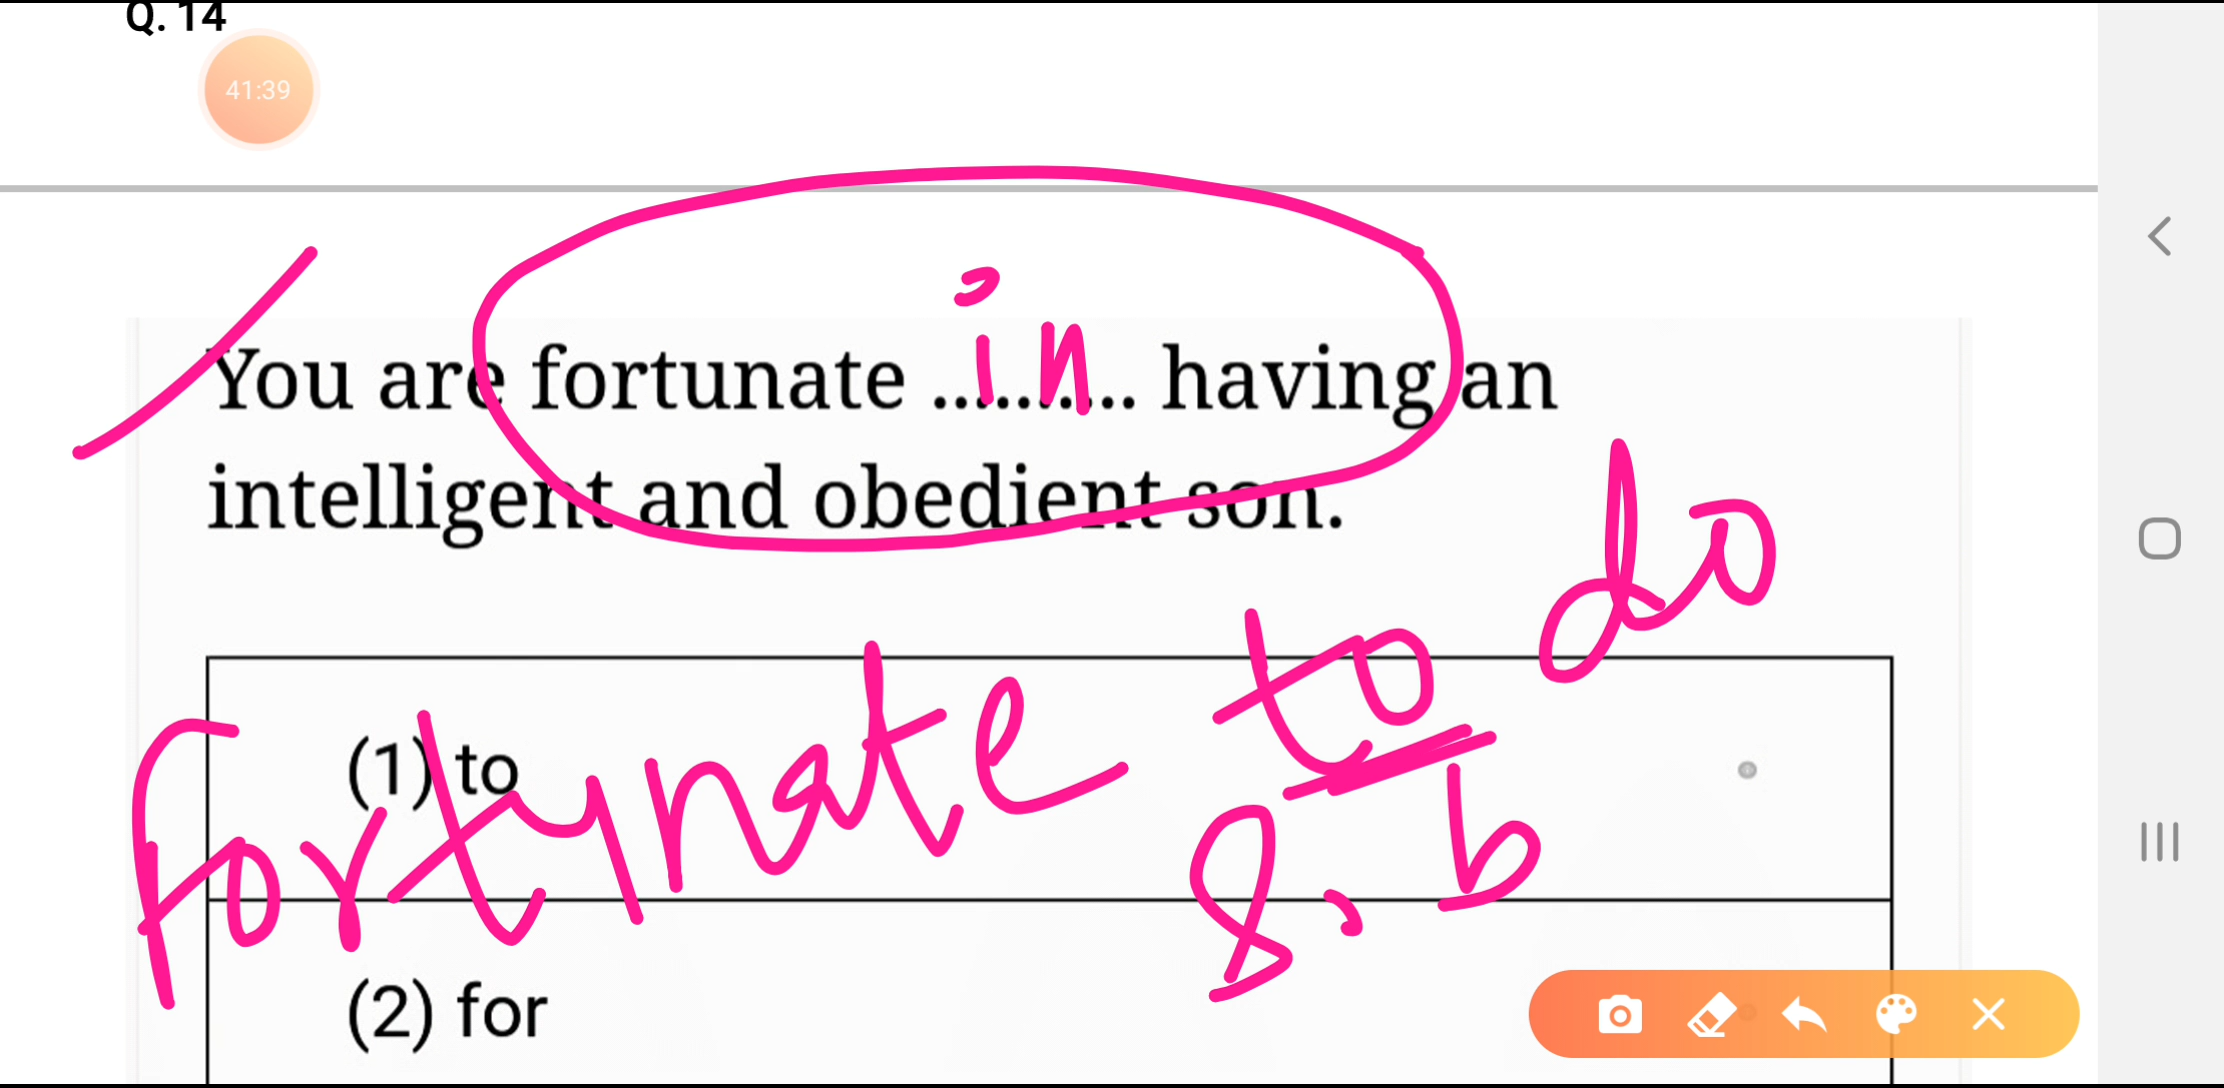 Q. 14
41:39
in
You are fortunate .......... having an
intelligent and obedient son.
fortunate to do
(1) to
(2) for